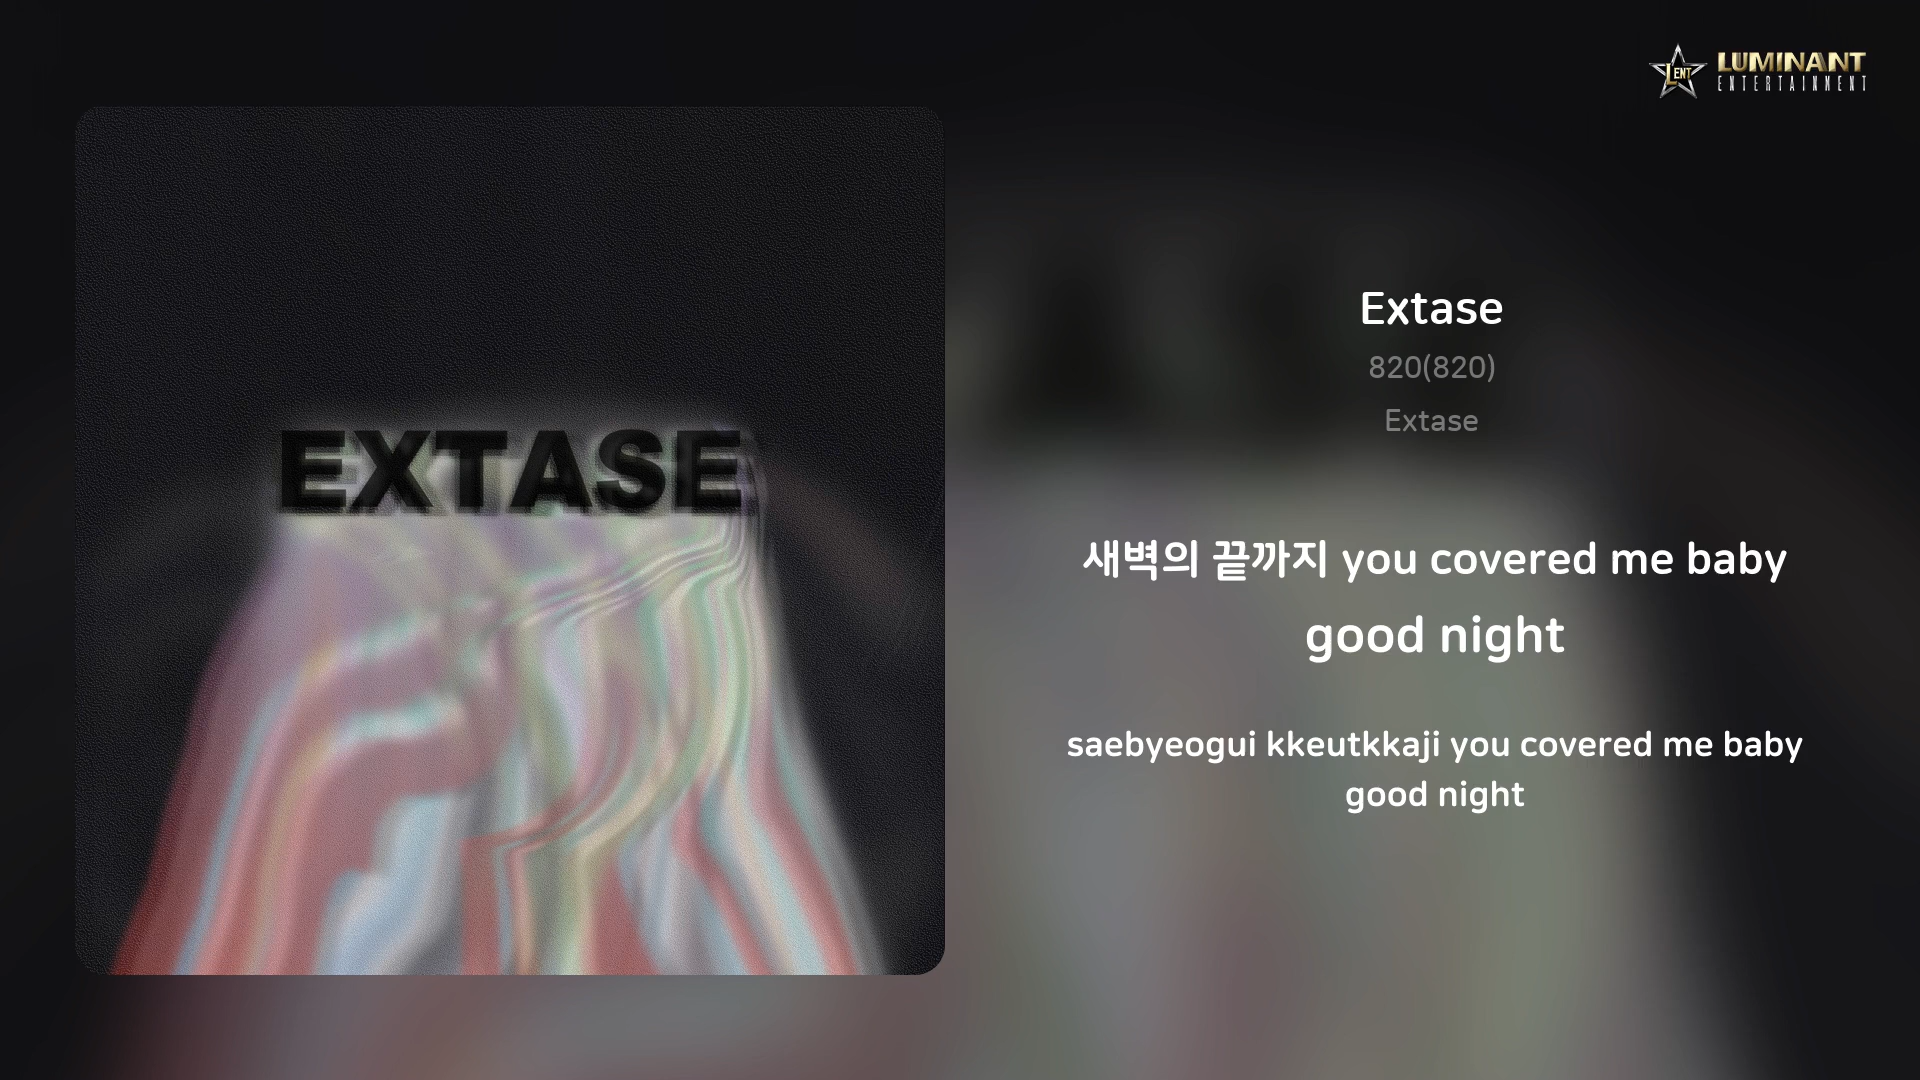 LENT
LUMINANT
ENTERTAINMENT
EXTASE
Extase
820(820)
Extase
새벽의 끝까지 you covered me baby
good night
saebyeogui kkeutkkaji you covered me baby
good night